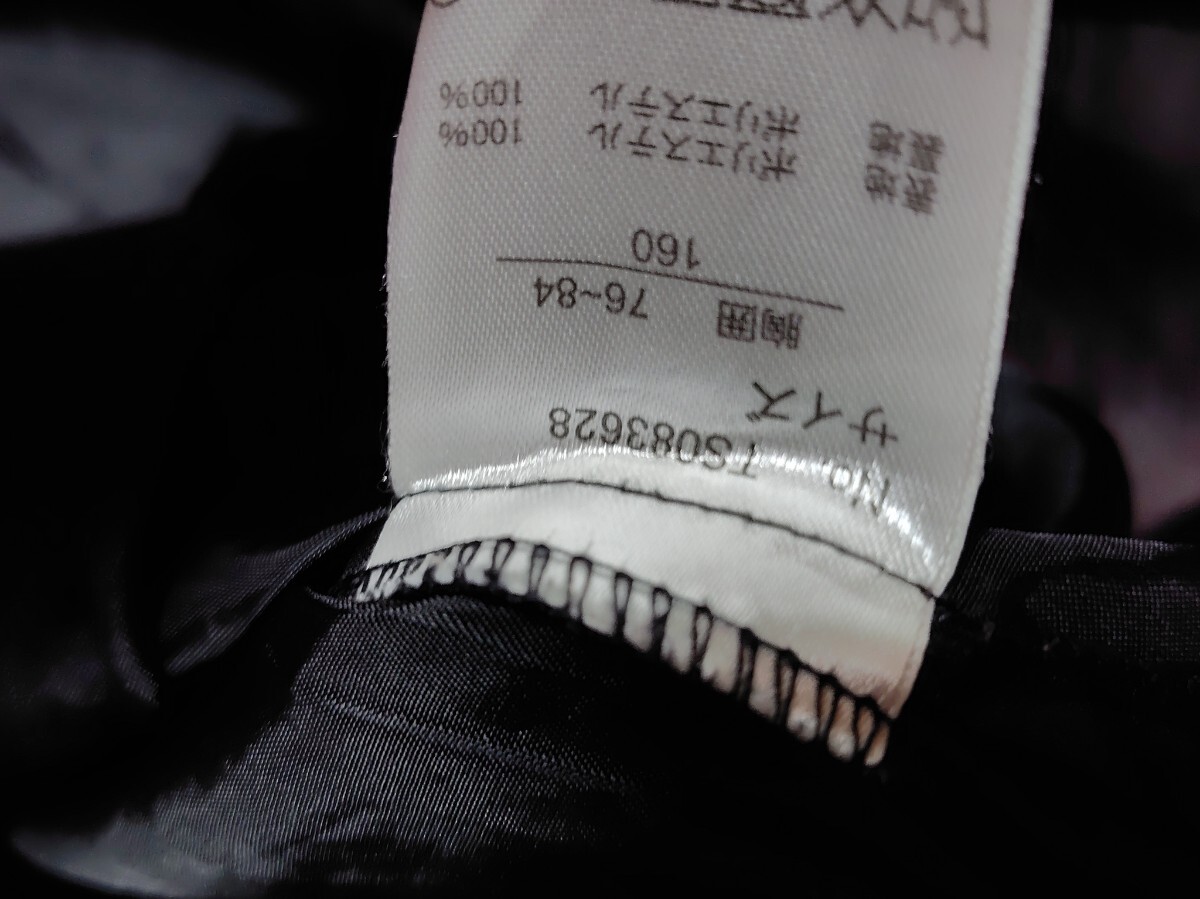 No. TS083628
サイズ
胸囲 76~84
160
表地 ポリエステル 100%
裏地 ポリエステル 100%